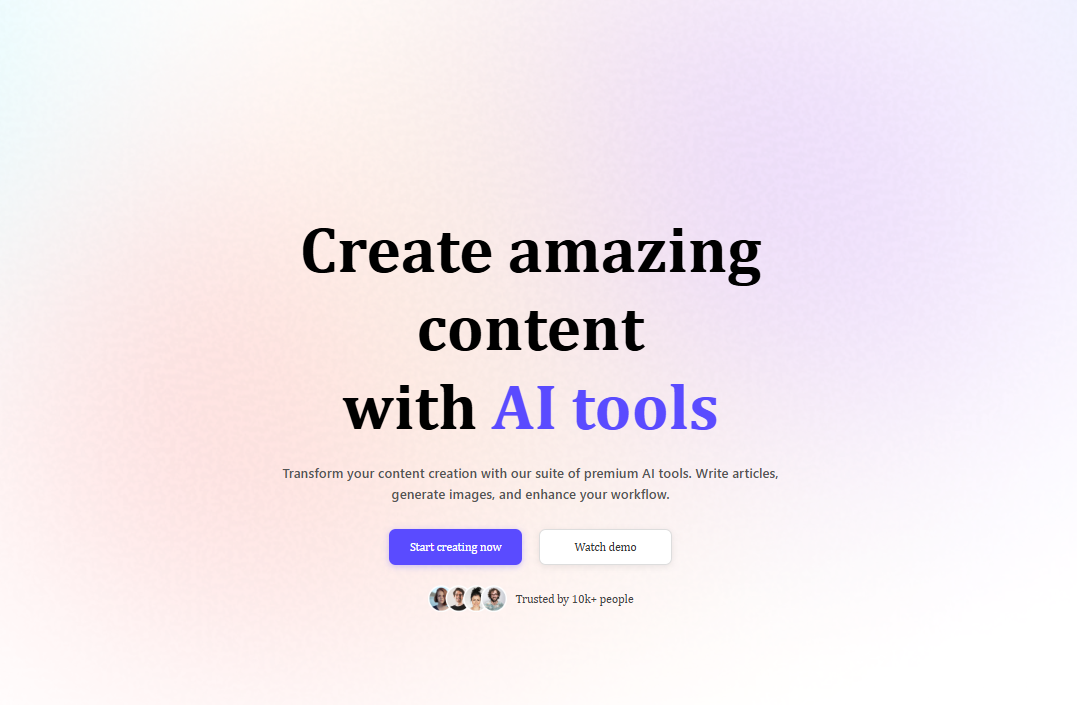 Create amazing
content
with AI tools
Transform your content creation with our suite of premium AI tools. Write articles,
generate images, and enhance your workflow.
Start creating now
Watch demo
Trusted by 10k+ people